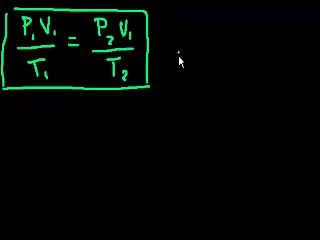 P₁V₁/T₁ = P₂V₁/T₂